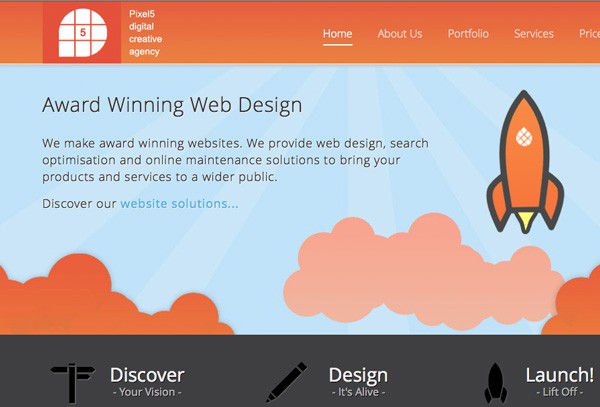 Pixel5
digital
creative
agency
5
Home About Us Portfolio Services Price
Award Winning Web Design
We make award winning websites. We provide web design, search
optimisation and online maintenance solutions to bring your
products and services to a wider public.
Discover our website solutions...
Discover
- Your Vision -
Design
- It's Alive -
Launch!
- Lift Off -